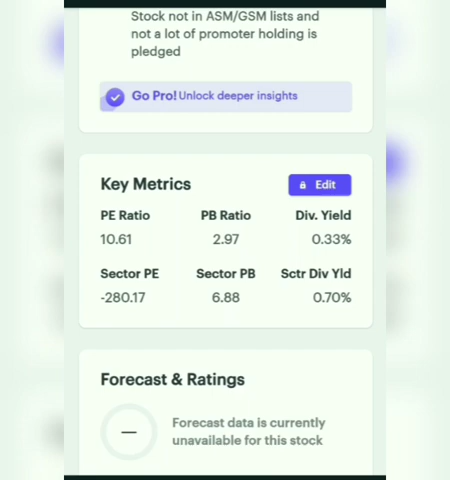 Stock not in ASM/GSM lists and
not a lot of promoter holding is
pledged
Go Pro! Unlock deeper insights
Key Metrics
Edit
PE Ratio PB Ratio Div. Yield
10.61 2.97 0.33%
Sector PE Sector PB Sctr Div Yld
-280.17 6.88 0.70%
Forecast & Ratings
Forecast data is currently
unavailable for this stock